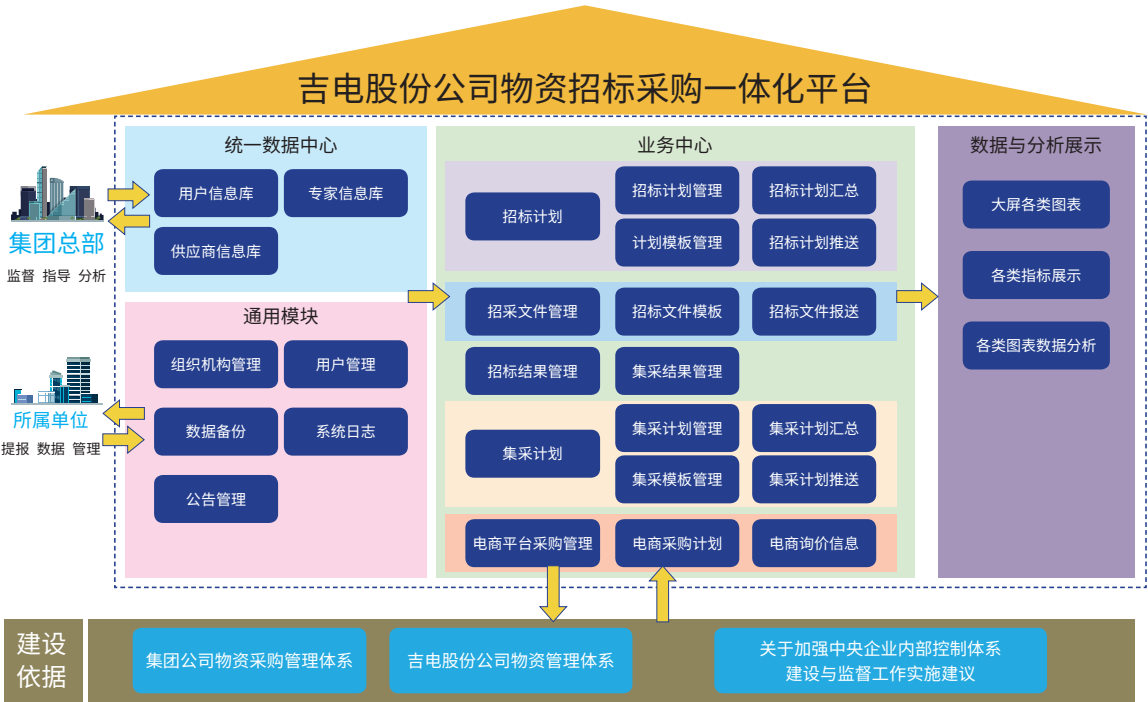 吉电股份公司物资招标采购一体化平台
集团总部
监督 指导 分析
所属单位
提报 数据 管理
统一数据中心
用户信息库
专家信息库
供应商信息库
通用模块
组织机构管理
用户管理
数据备份
系统日志
公告管理
业务中心
招标计划
招标计划管理
招标计划汇总
计划模板管理
招标计划推送
招采文件管理
招标文件模板
招标文件报送
招标结果管理
集采结果管理
集采计划
集采计划管理
集采计划汇总
集采模板管理
集采计划推送
电商平台采购管理
电商采购计划
电商询价信息
数据与分析展示
大屏各类图表
各类指标展示
各类图表数据分析
建设
依据
集团公司物资采购管理体系
吉电股份公司物资管理体系
关于加强中央企业内部控制体系
建设与监督工作实施建议